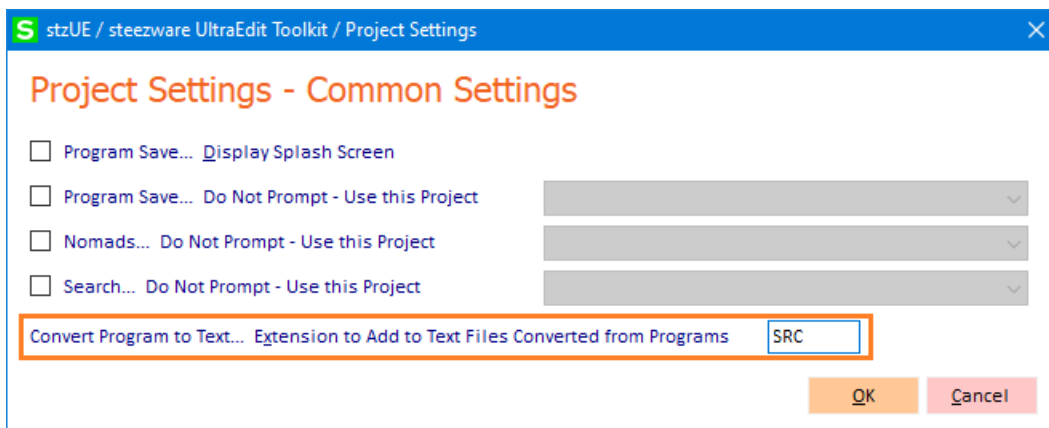 S stzUE / steezware UltraEdit Toolkit / Project Settings
Project Settings - Common Settings
Program Save... Display Splash Screen
Program Save... Do Not Prompt - Use this Project
Nomads... Do Not Prompt - Use this Project
Search... Do Not Prompt - Use this Project
Convert Program to Text... Extension to Add to Text Files Converted from Programs SRC
OK Cancel